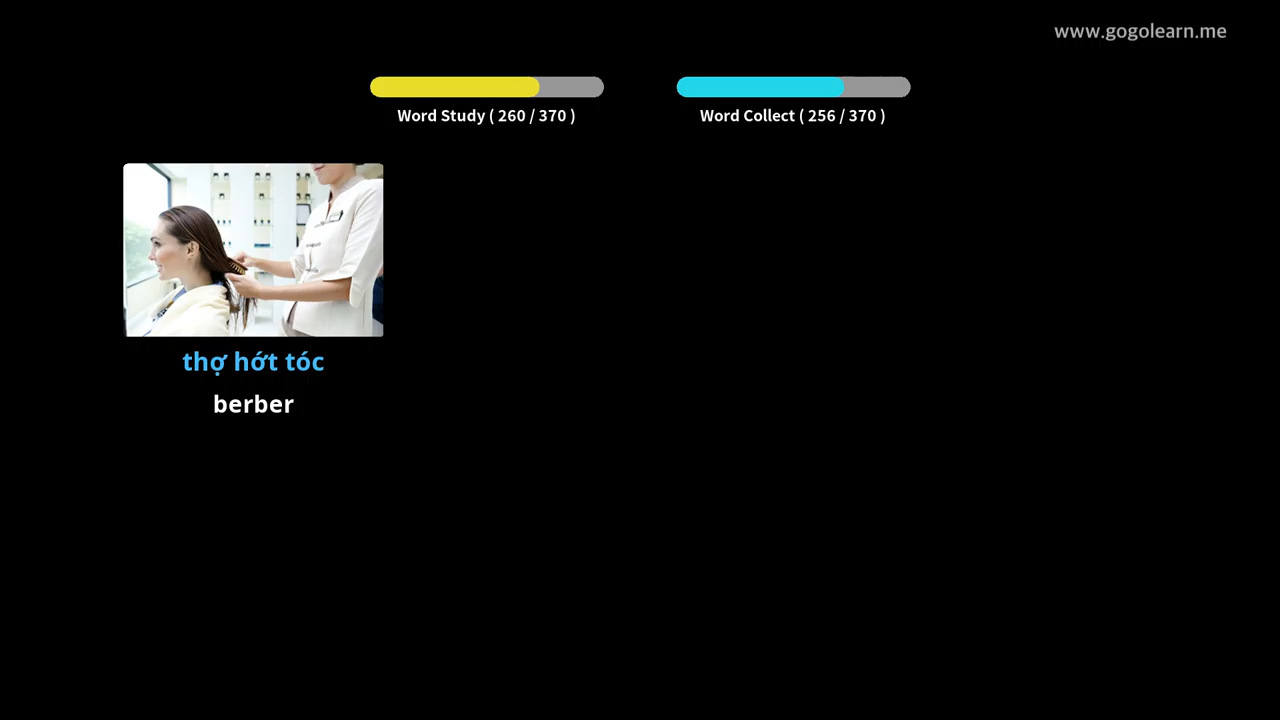 www.gogolearn.me
Word Study ( 260 / 370 )
Word Collect ( 256 / 370 )
thợ hớt tóc
berber